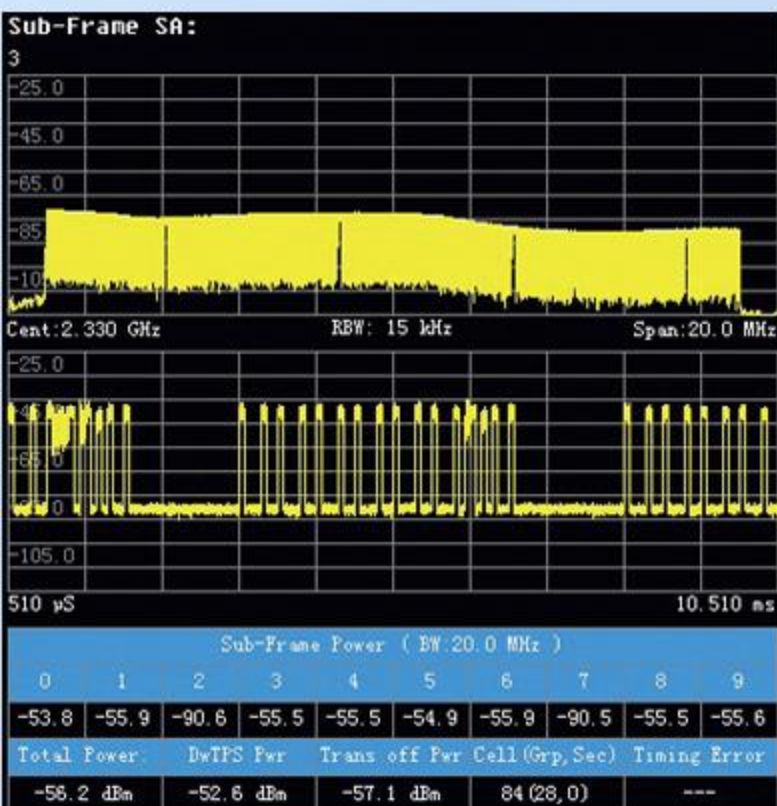 Sub-Frame SA:
3
-25.0
-45.0
-65.0
-85
-10
Cent:2.330 GHz RBW: 15 kHz Span:20.0 MHz
-25.0
-105.0
510 µS 10.510 ms
Sub-Frame Power ( BW:20.0 MHz )
0 1 2 3 4 5 6 7 8 9
-53.8 -55.9 -90.6 -55.5 -55.5 -54.9 -55.9 -90.5 -55.5 -55.6
Total Power: DwTPS Pwr Trans off Pwr Cell(Grp,Sec) Timing Error
-56.2 dBm -52.6 dBm -57.1 dBm 84(28,0) ---